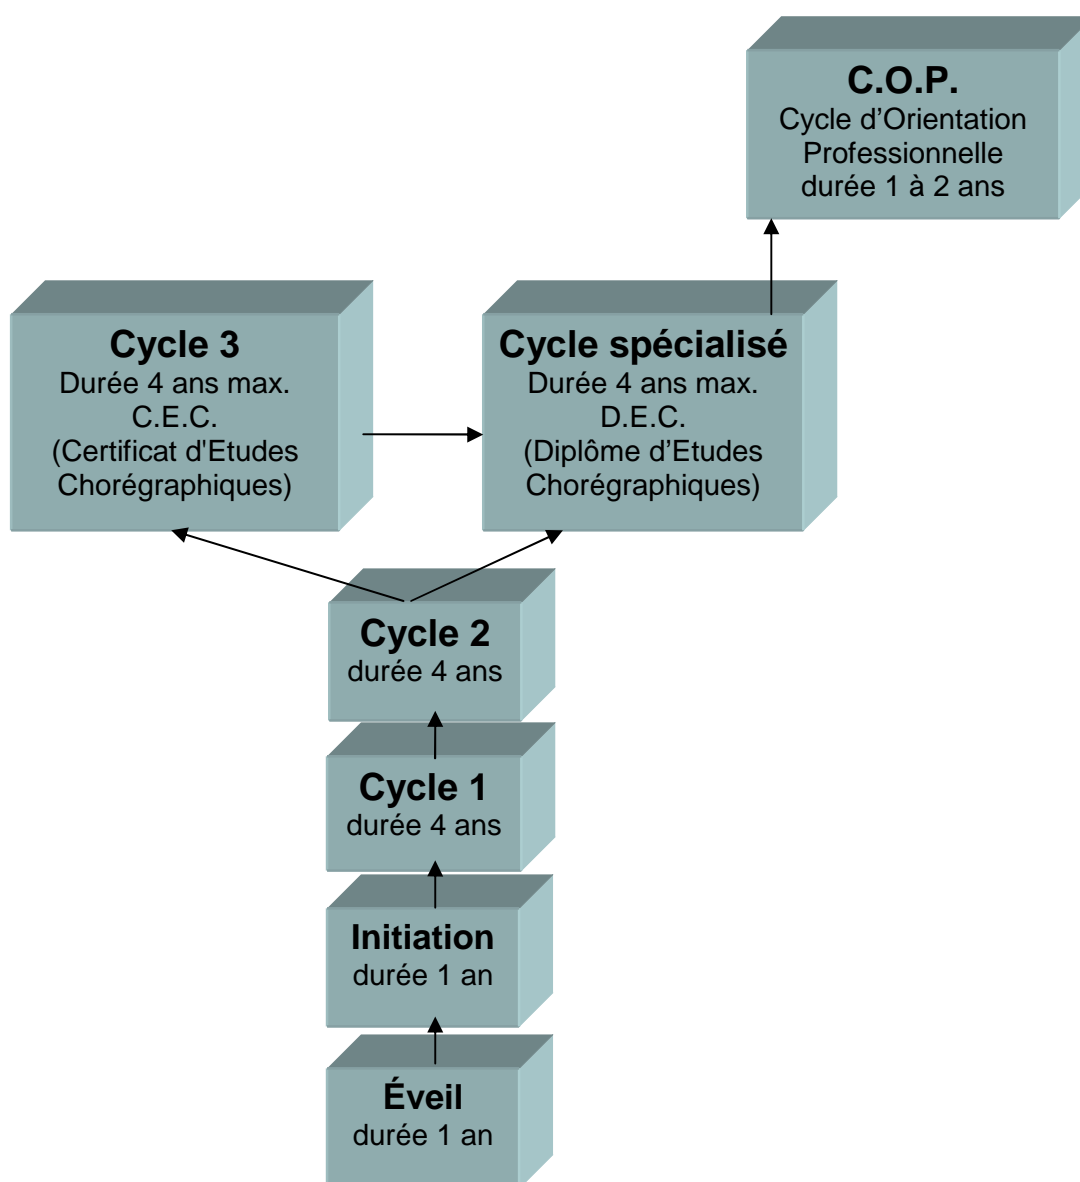 C.O.P.
Cycle d’Orientation
Professionnelle
durée 1 à 2 ans
Cycle 3
Durée 4 ans max.
C.E.C.
(Certificat d'Etudes
Chorégraphiques)
Cycle spécialisé
Durée 4 ans max.
D.E.C.
(Diplôme d’Etudes
Chorégraphiques)
Cycle 2
durée 4 ans
Cycle 1
durée 4 ans
Initiation
durée 1 an
Éveil
durée 1 an